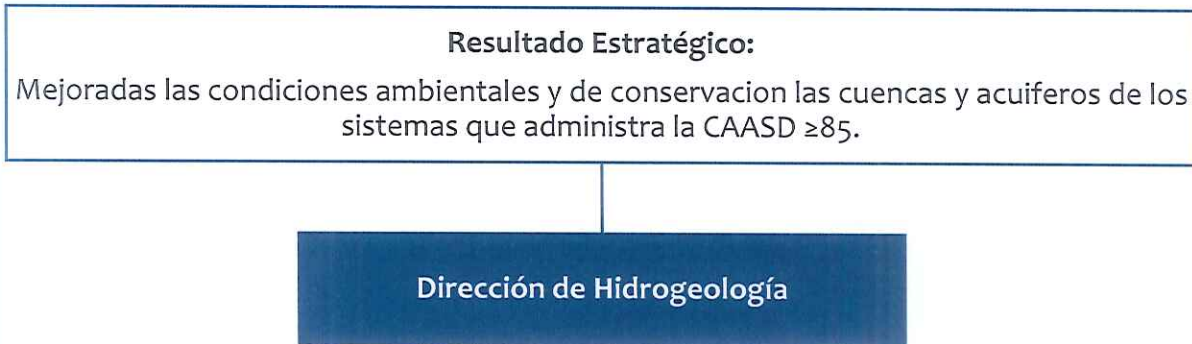 Resultado Estratégico:
Mejoradas las condiciones ambientales y de conservacion las cuencas y acuiferos de los
sistemas que administra la CAASD ≥85.
Dirección de Hidrogeología